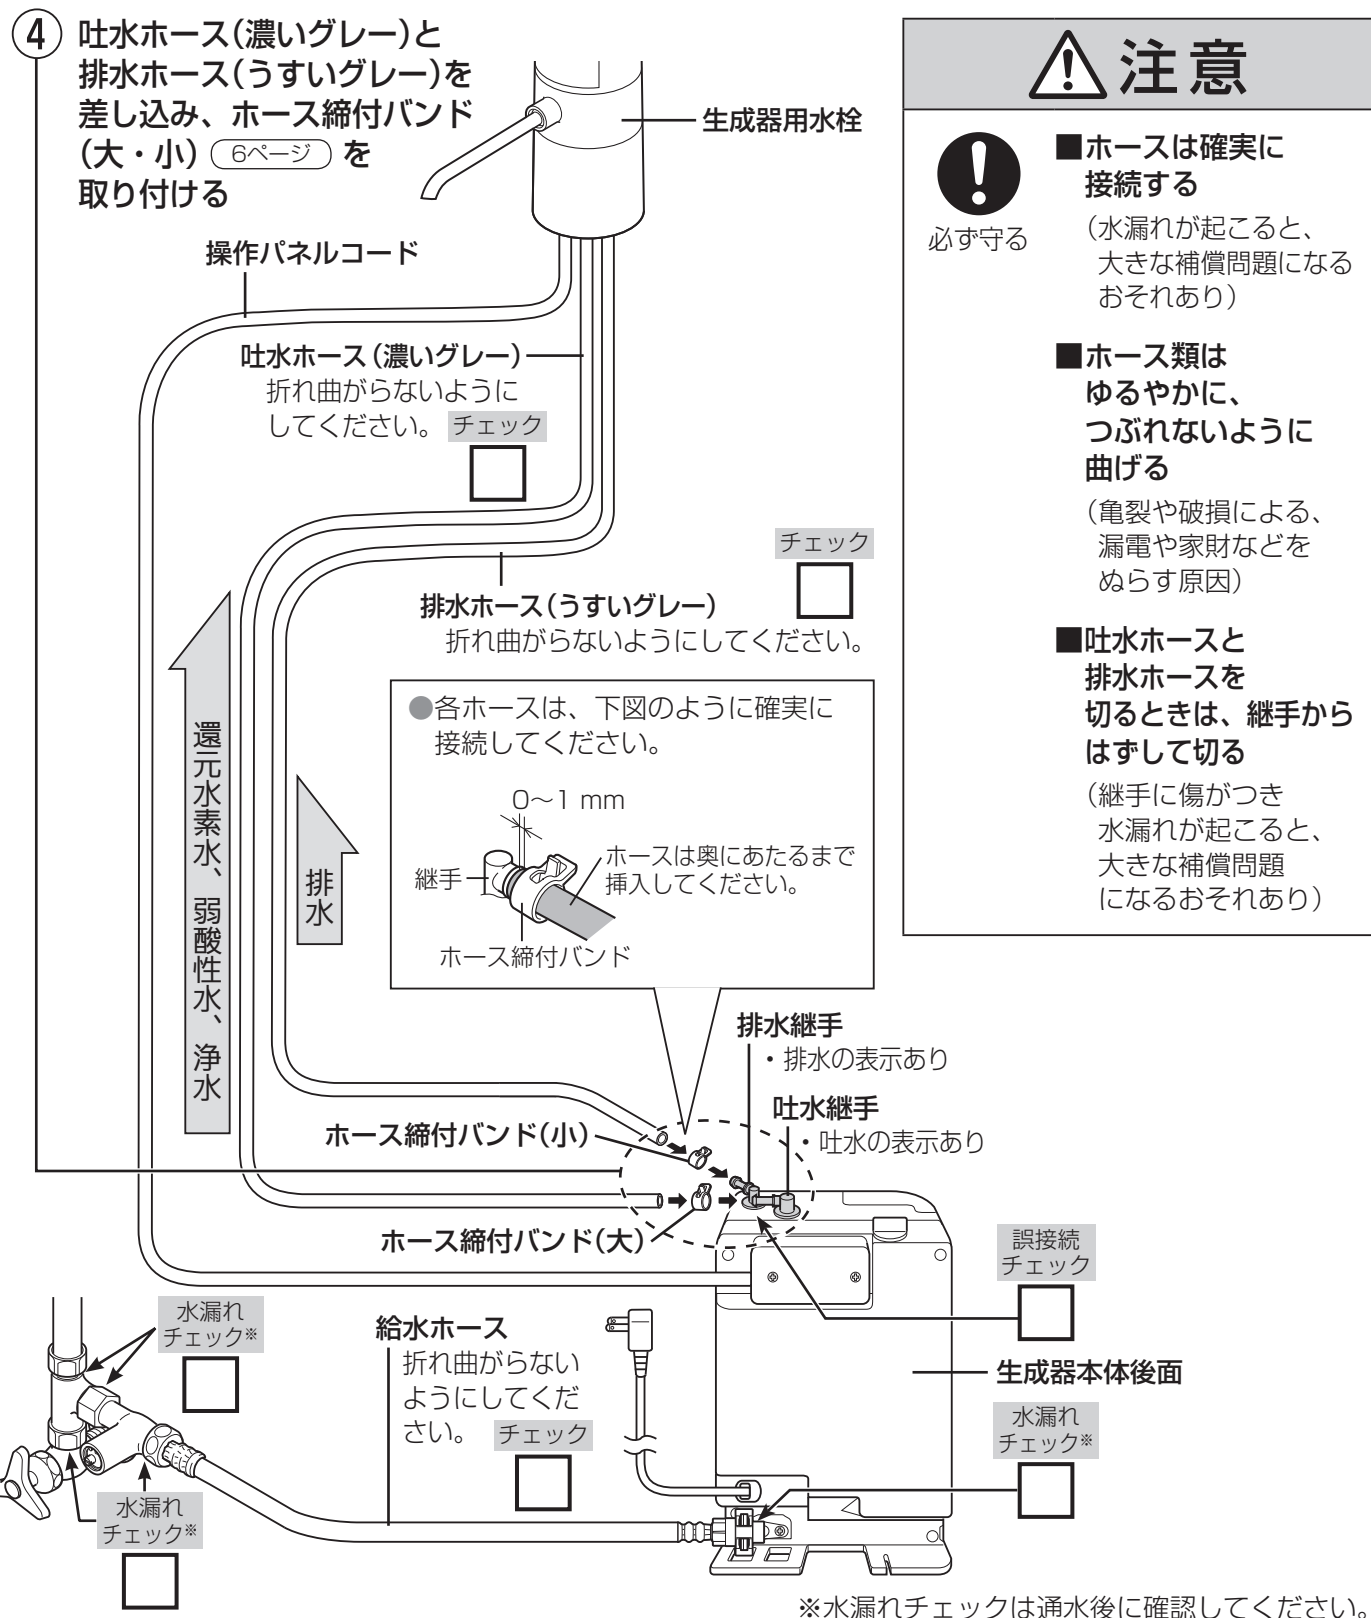 ④ 吐水ホース(濃いグレー)と
排水ホース(うすいグレー)を
差し込み、ホース締付バンド
(大・小) 6ページ を
取り付ける
生成器用水栓
操作パネルコード
吐水ホース(濃いグレー)
折れ曲がらないように
してください。 チェック
チェック
排水ホース(うすいグレー)
折れ曲がらないようにしてください。
還元水素水、弱酸性水、浄水
排水
●各ホースは、下図のように確実に
接続してください。
0〜1 mm
継手
ホースは奥にあたるまで
挿入してください。
ホース締付バンド
排水継手
・排水の表示あり
吐水継手
・吐水の表示あり
ホース締付バンド(小)
ホース締付バンド(大)
誤接続
チェック
水漏れ
チェック※
給水ホース
折れ曲がらない
ようにしてくだ
さい。 チェック
生成器本体後面
水漏れ
チェック※
水漏れ
チェック※
※水漏れチェックは通水後に確認してください。
注意
必ず守る
■ホースは確実に
接続する
(水漏れが起こると、
大きな補償問題になる
おそれあり)
■ホース類は
ゆるやかに、
つぶれないように
曲げる
(亀裂や破損による、
漏電や家財などを
ぬらす原因)
■吐水ホースと
排水ホースを
切るときは、継手から
はずして切る
(継手に傷がつき
水漏れが起こると、
大きな補償問題
になるおそれあり)